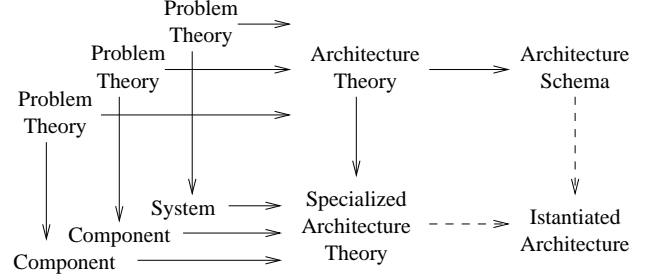 Problem
Theory
Problem
Theory
Problem
Theory
Architecture
Theory
Architecture
Schema
System
Component
Component
Specialized
Architecture
Theory
Istantiated
Architecture